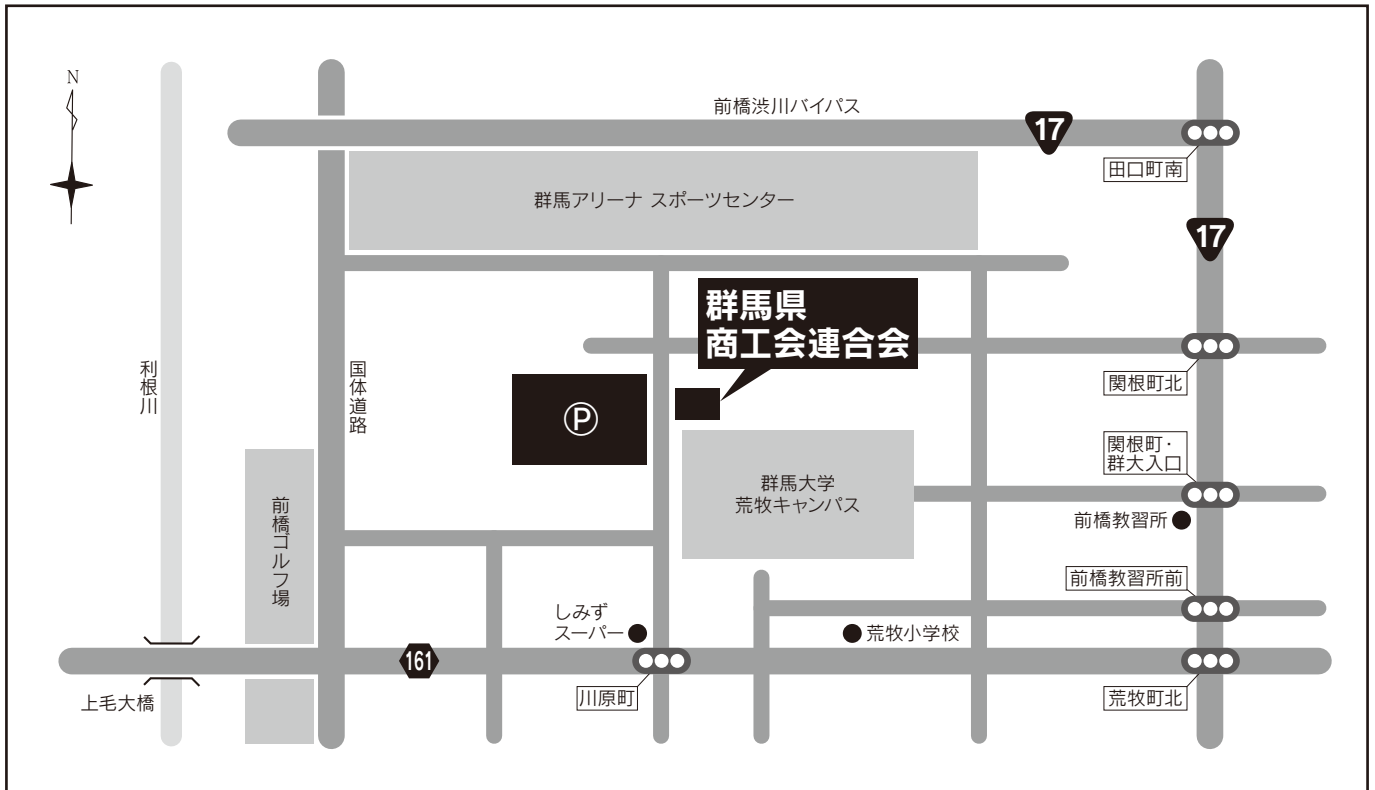 N
前橋渋川バイパス
17
田口町南
群馬アリーナ スポーツセンター
17
群馬県
商工会連合会
利根川
国体道路
関根町北
P
関根町・
群大入口
群馬大学
荒牧キャンパス
前橋ゴルフ場
前橋教習所
前橋教習所前
しみず
スーパー
荒牧小学校
161
上毛大橋
川原町
荒牧町北